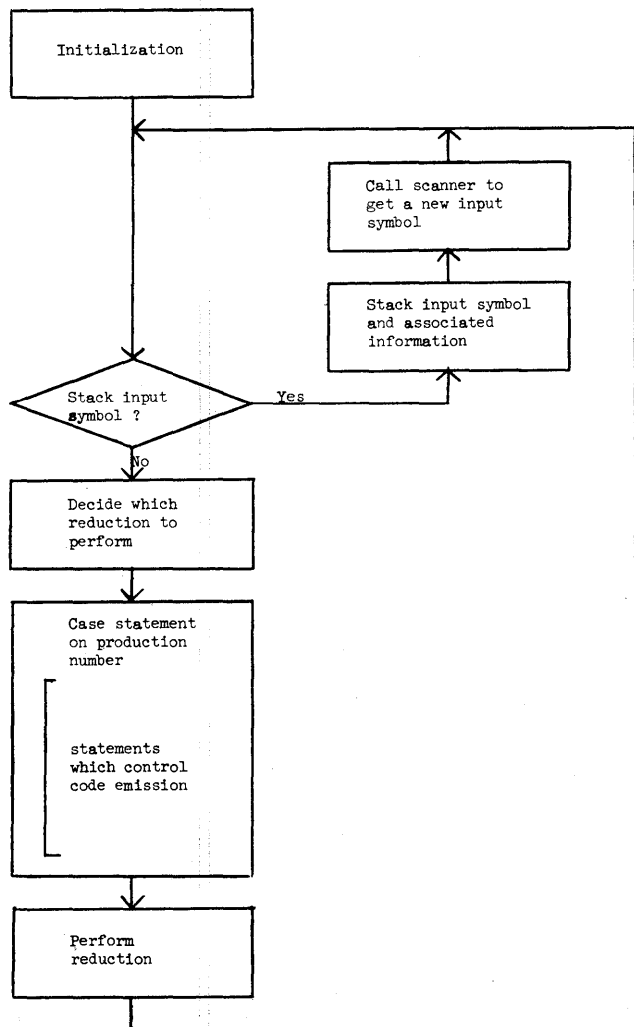 Initialization
Call scanner to
get a new input
symbol
Stack input symbol
and associated
information
Stack input
symbol ?
Yes
No
Decide which
reduction to
perform
Case statement
on production
number
statements
which control
code emission
Perform
reduction